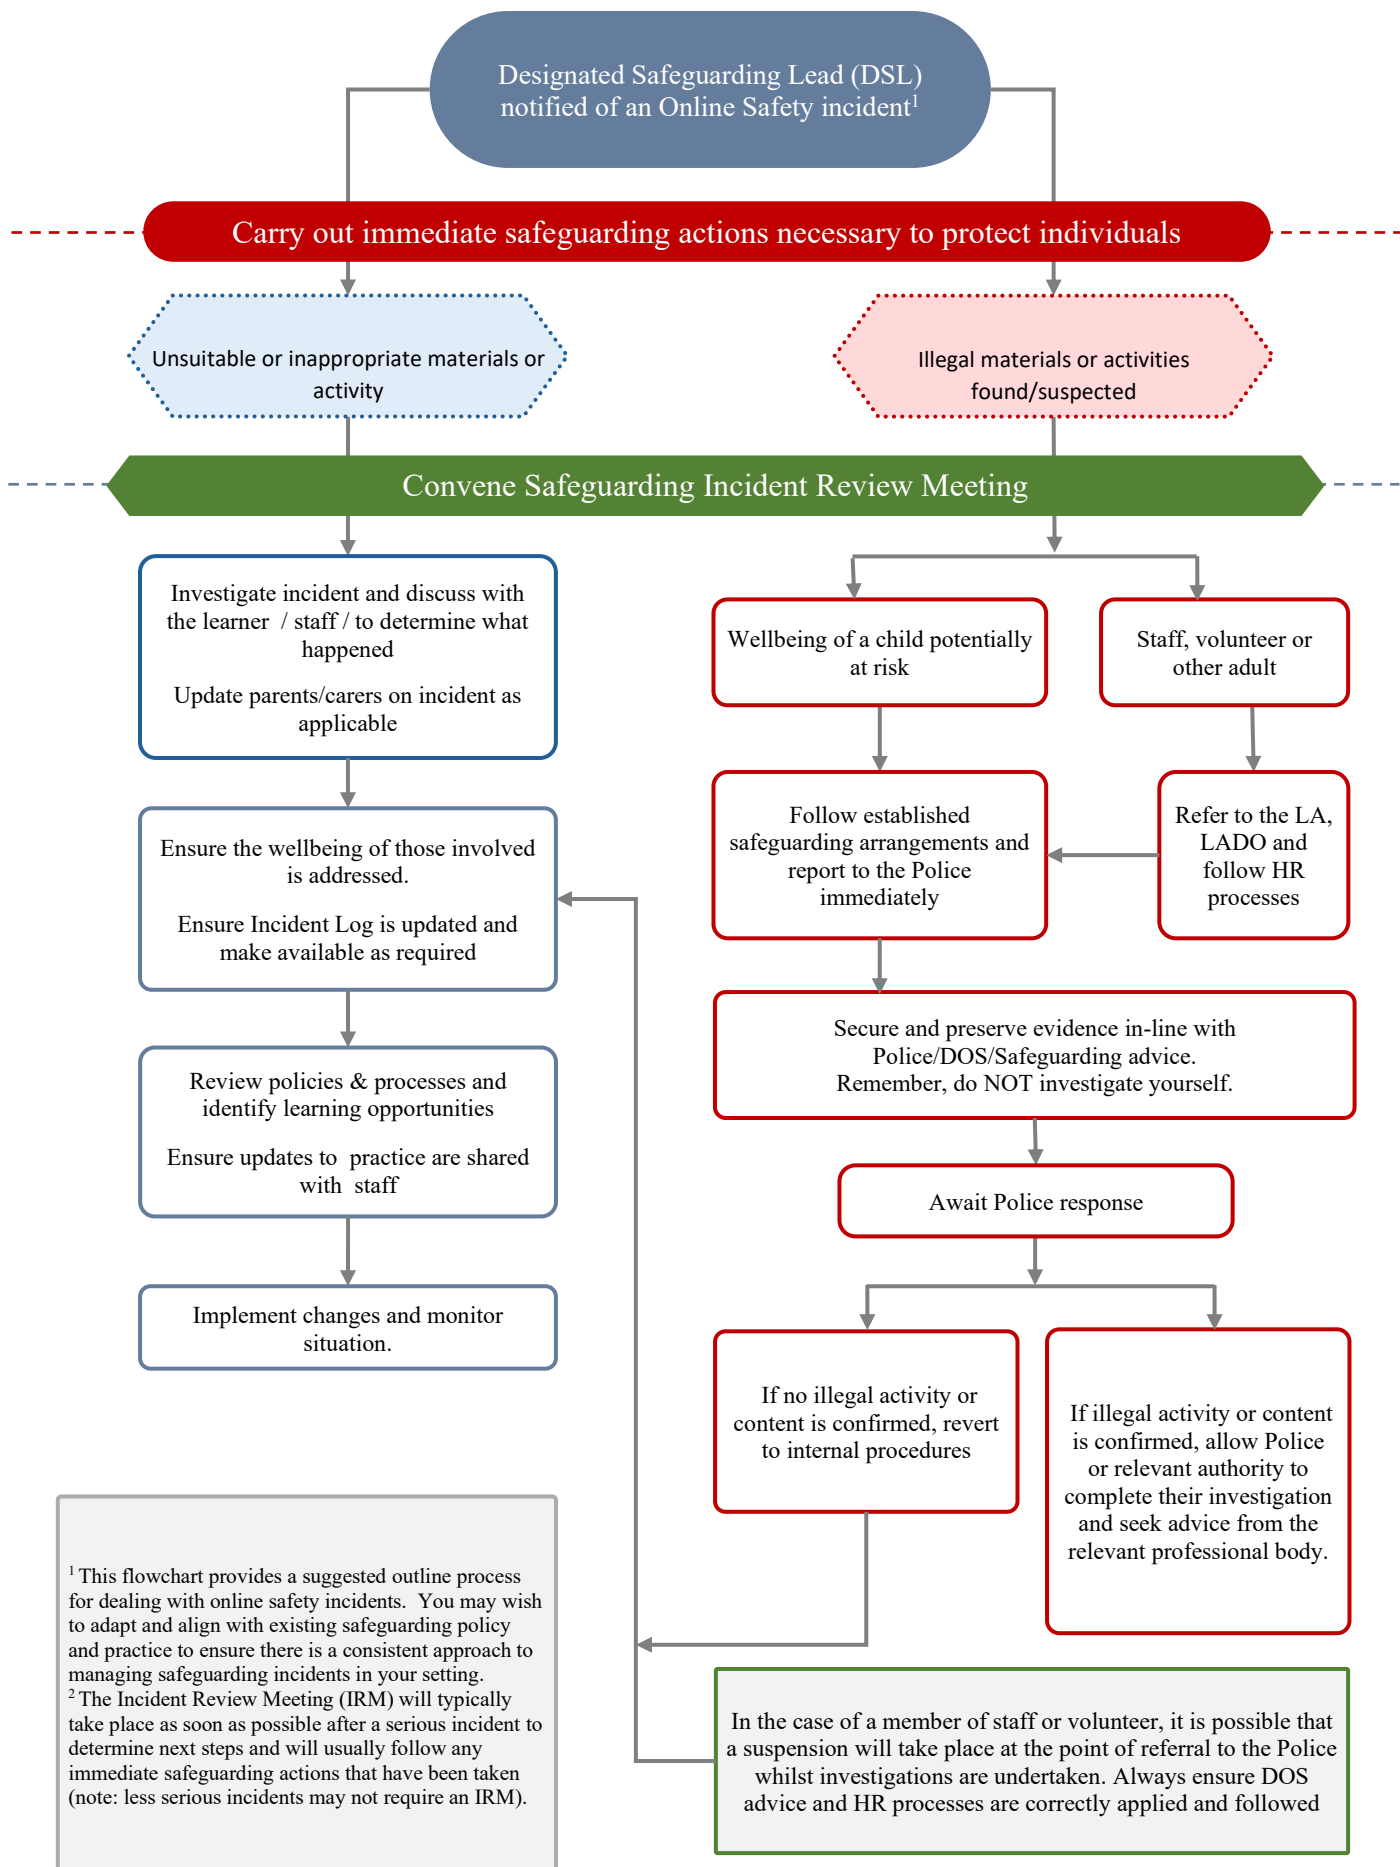 Designated Safeguarding Lead (DSL)
notified of an Online Safety incident¹
Carry out immediate safeguarding actions necessary to protect individuals
Unsuitable or inappropriate materials or
activity
Illegal materials or activities
found/suspected
Convene Safeguarding Incident Review Meeting
Investigate incident and discuss with
the learner / staff / to determine what
happened
Update parents/carers on incident as
applicable
Ensure the wellbeing of those involved
is addressed.
Ensure Incident Log is updated and
make available as required
Review policies & processes and
identify learning opportunities
Ensure updates to practice are shared
with staff
Implement changes and monitor
situation.
Wellbeing of a child potentially
at risk
Staff, volunteer or
other adult
Follow established
safeguarding arrangements and
report to the Police
immediately
Refer to the LA,
LADO and
follow HR
processes
Secure and preserve evidence in-line with
Police/DOS/Safeguarding advice.
Remember, do NOT investigate yourself.
Await Police response
If no illegal activity or
content is confirmed, revert
to internal procedures
If illegal activity or content
is confirmed, allow Police
or relevant authority to
complete their investigation
and seek advice from the
relevant professional body.
¹ This flowchart provides a suggested outline process
for dealing with online safety incidents. You may wish
to adapt and align with existing safeguarding policy
and practice to ensure there is a consistent approach to
managing safeguarding incidents in your setting.
² The Incident Review Meeting (IRM) will typically
take place as soon as possible after a serious incident to
determine next steps and will usually follow any
immediate safeguarding actions that have been taken
(note: less serious incidents may not require an IRM).
In the case of a member of staff or volunteer, it is possible that
a suspension will take place at the point of referral to the Police
whilst investigations are undertaken. Always ensure DOS
advice and HR processes are correctly applied and followed